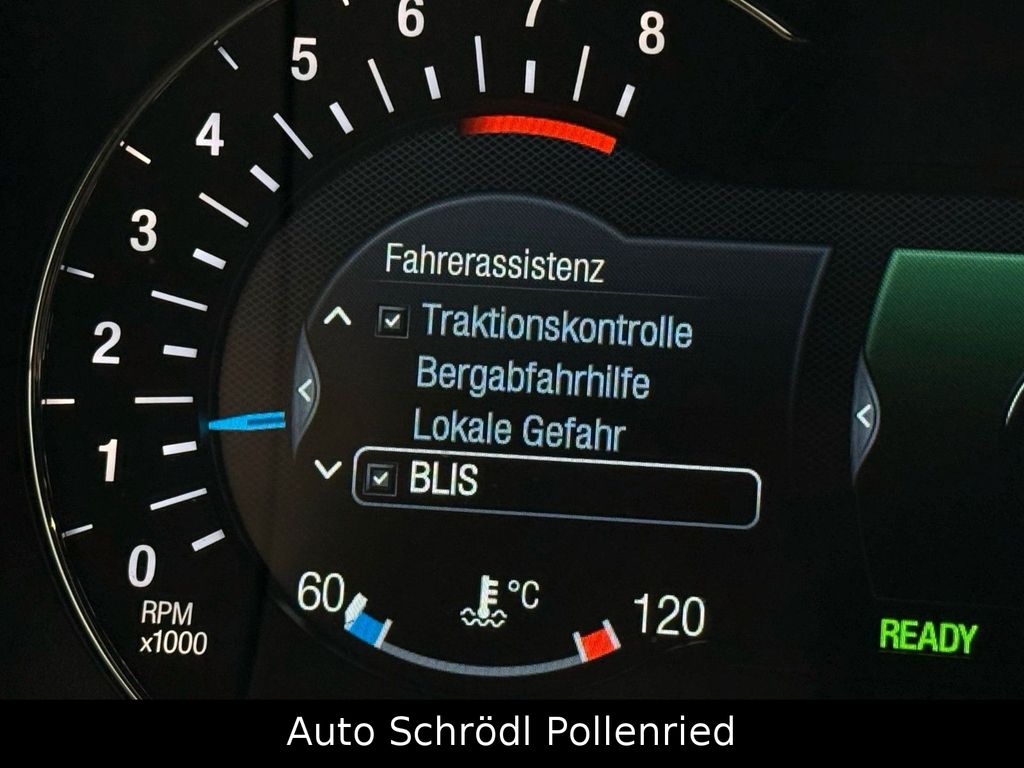 6
7
8
5
4
3
2
1
0
RPM
x1000
Fahrerassistenz
Traktionskontrolle
Bergabfahrhilfe
Lokale Gefahr
BLIS
60
°C
120
READY
Auto Schrödl Pollenried